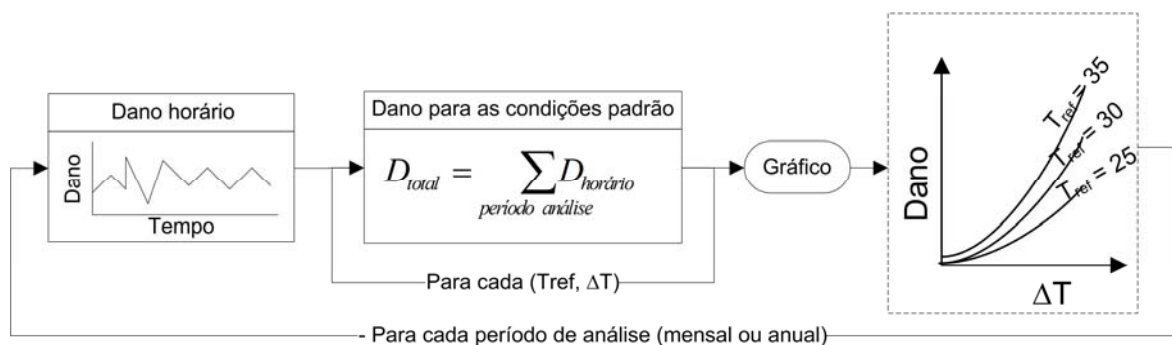 Dano horário
Dano
Tempo
Dano para as condições padrão
D_total = ∑ D_horário
período análise
Para cada (Tref, ΔT)
Gráfico
Dano
T_ref = 35
T_ref = 30
T_ref = 25
ΔT
- Para cada período de análise (mensal ou anual)